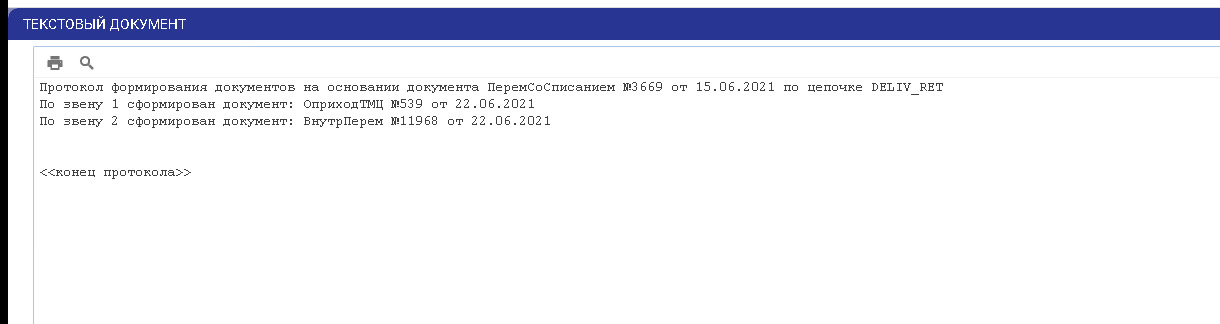 ТЕКСТОВЫЙ ДОКУМЕНТ
Протокол формирования документов на основании документа ПеремСоСписанием №3669 от 15.06.2021 по цепочке DELIV_RET
По звену 1 сформирован документ: ОприходТМЦ №539 от 22.06.2021
По звену 2 сформирован документ: ВнутрПерем №11968 от 22.06.2021
<<конец протокола>>